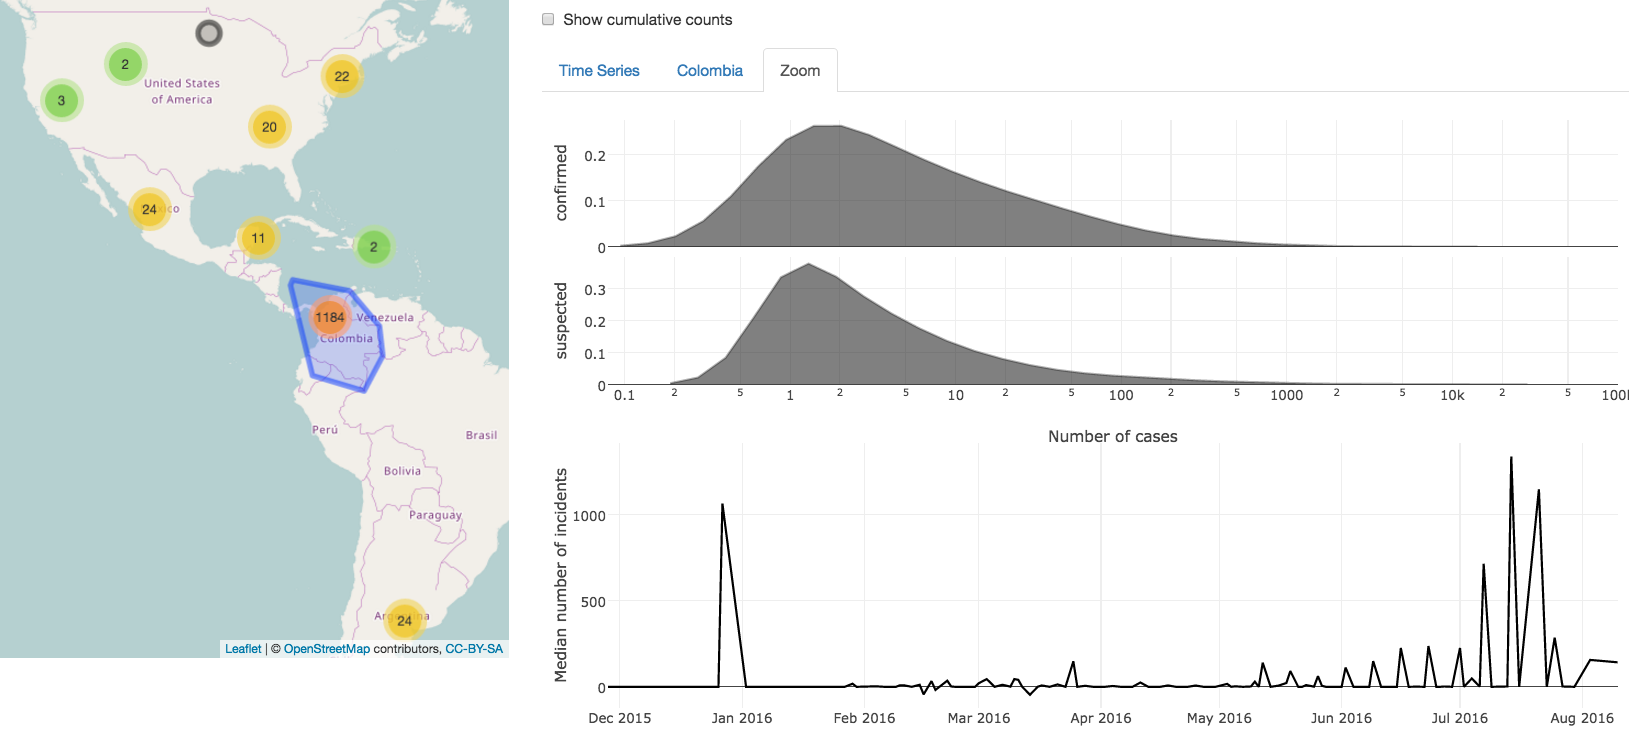 2
22
United States
of America
3
20
24
xico
11
2
1184
Venezuela
Colombia
Perú
Brasil
Bolivia
Paraguay
Argentina
24
Leaflet | © OpenStreetMap contributors, CC-BY-SA
Show cumulative counts
Time Series Colombia Zoom
confirmed
0.2
0.1
0
suspected
0.3
0.2
0.1
0
0.1 2 5 1 2 5 10 2 5 100 2 5 1000 2 5 10k 2 5 100
Number of cases
Median number of incidents
1000
500
0
Dec 2015 Jan 2016 Feb 2016 Mar 2016 Apr 2016 May 2016 Jun 2016 Jul 2016 Aug 2016